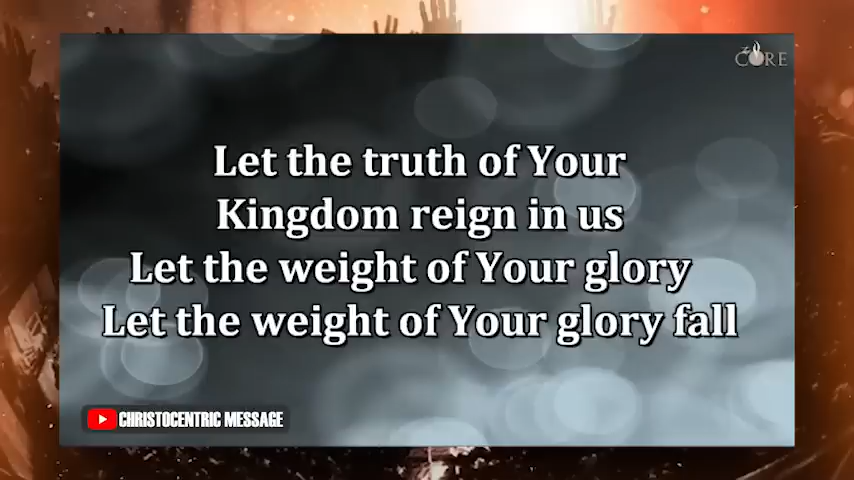 CORE
Let the truth of Your
Kingdom reign in us
Let the weight of Your glory
Let the weight of Your glory fall
CHRISTOCENTRIC MESSAGE